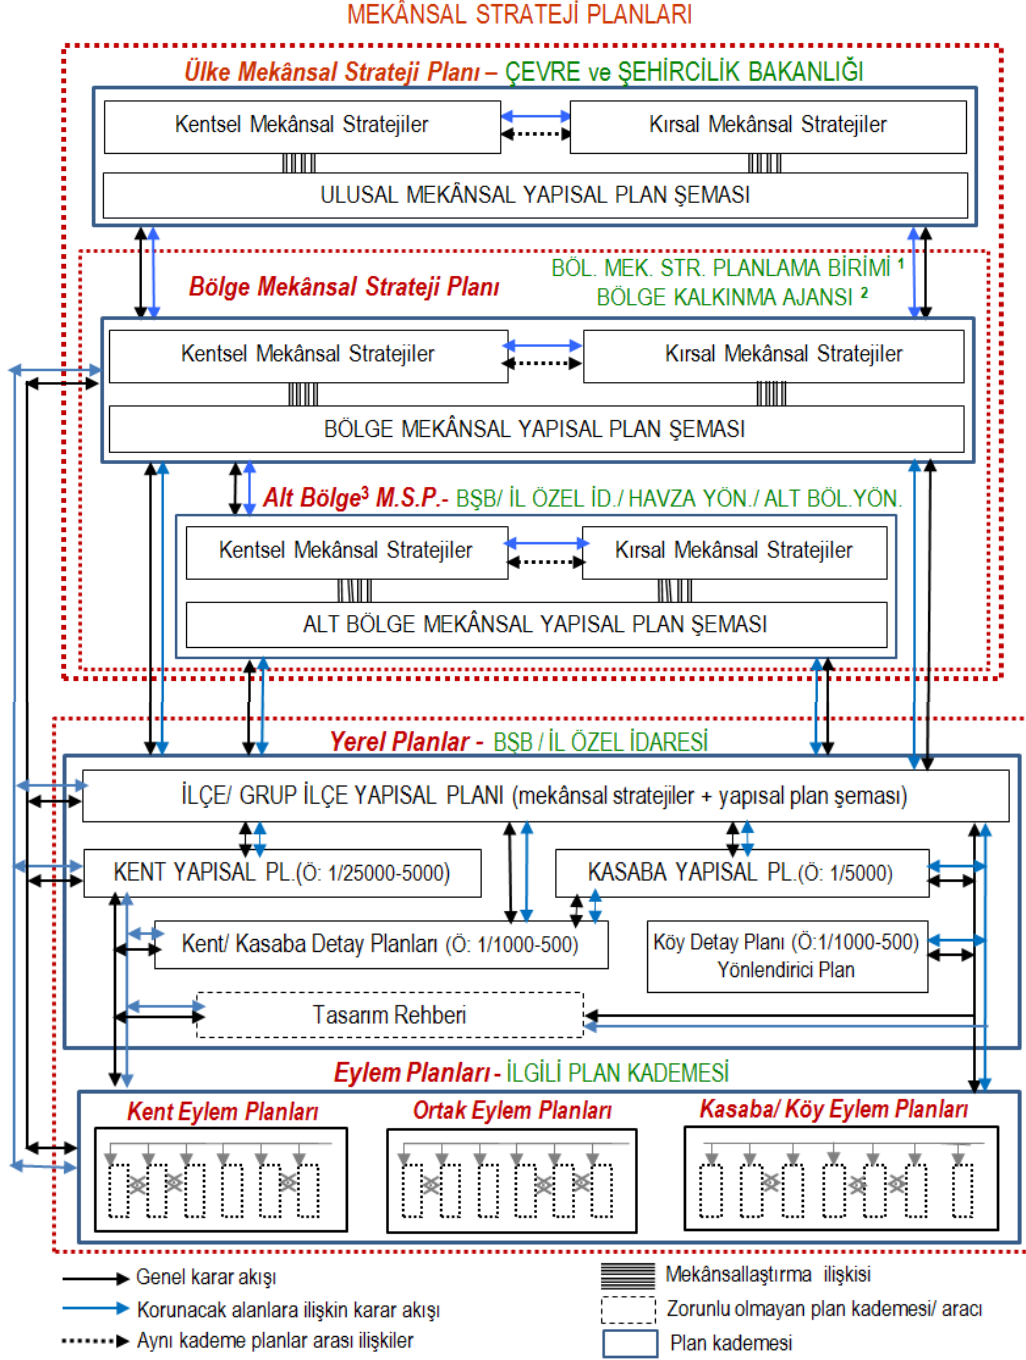 MEKÂNSAL STRATEJİ PLANLARI
Ülke Mekânsal Strateji Planı – ÇEVRE ve ŞEHİRCİLİK BAKANLIĞI
Kentsel Mekânsal Stratejiler
Kırsal Mekânsal Stratejiler
ULUSAL MEKÂNSAL YAPISAL PLAN ŞEMASI
BÖL. MEK. STR. PLANLAMA BİRİMİ 1
Bölge Mekânsal Strateji Planı
BÖLGE KALKINMA AJANSI 2
Kentsel Mekânsal Stratejiler
Kırsal Mekânsal Stratejiler
BÖLGE MEKÂNSAL YAPISAL PLAN ŞEMASI
Alt Bölge3 M.S.P.- BŞB/ İL ÖZEL İD./ HAVZA YÖN./ ALT BÖL.YÖN.
Kentsel Mekânsal Stratejiler
Kırsal Mekânsal Stratejiler
ALT BÖLGE MEKÂNSAL YAPISAL PLAN ŞEMASI
Yerel Planlar - BŞB / İL ÖZEL İDARESİ
İLÇE/ GRUP İLÇE YAPISAL PLANI (mekânsal stratejiler + yapısal plan şeması)
KENT YAPISAL PL.(Ö: 1/25000-5000)
KASABA YAPISAL PL.(Ö: 1/5000)
Kent/ Kasaba Detay Planları (Ö: 1/1000-500)
Köy Detay Planı (Ö:1/1000-500)
Yönlendirici Plan
Tasarım Rehberi
Eylem Planları - İLGİLİ PLAN KADEMESİ
Kent Eylem Planları
Ortak Eylem Planları
Kasaba/ Köy Eylem Planları
Genel karar akışı
Mekânsallaştırma ilişkisi
Korunacak alanlara ilişkin karar akışı
Zorunlu olmayan plan kademesi/ aracı
Aynı kademe planlar arası ilişkiler
Plan kademesi